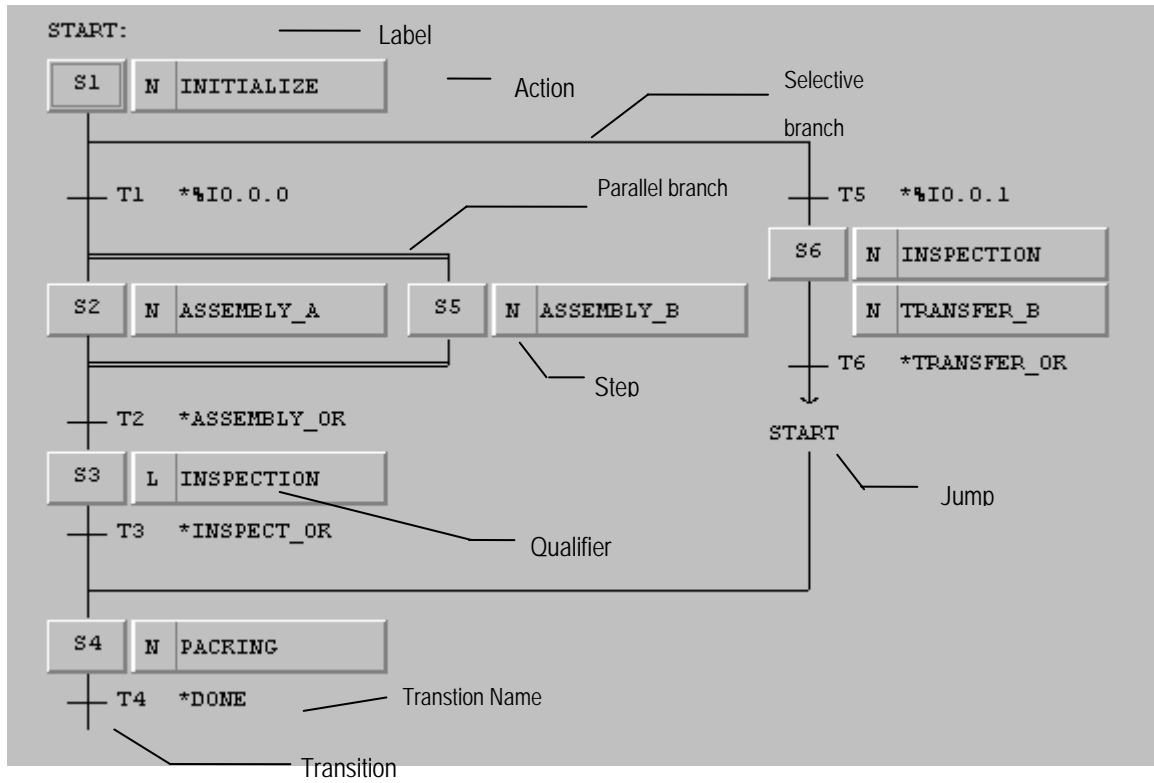 START:
Label
S1 N INITIALIZE
Action
Selective
branch
T1 *%I0.0.0
Parallel branch
T5 *%I0.0.1
S6 N INSPECTION
N TRANSFER_B
S2 N ASSEMBLY_A
S5 N ASSEMBLY_B
Step
T6 *TRANSFER_OK
T2 *ASSEMBLY_OK
START
S3 L INSPECTION
Jump
T3 *INSPECT_OK
Qualifier
S4 N PACKING
T4 *DONE
Transtion Name
Transition